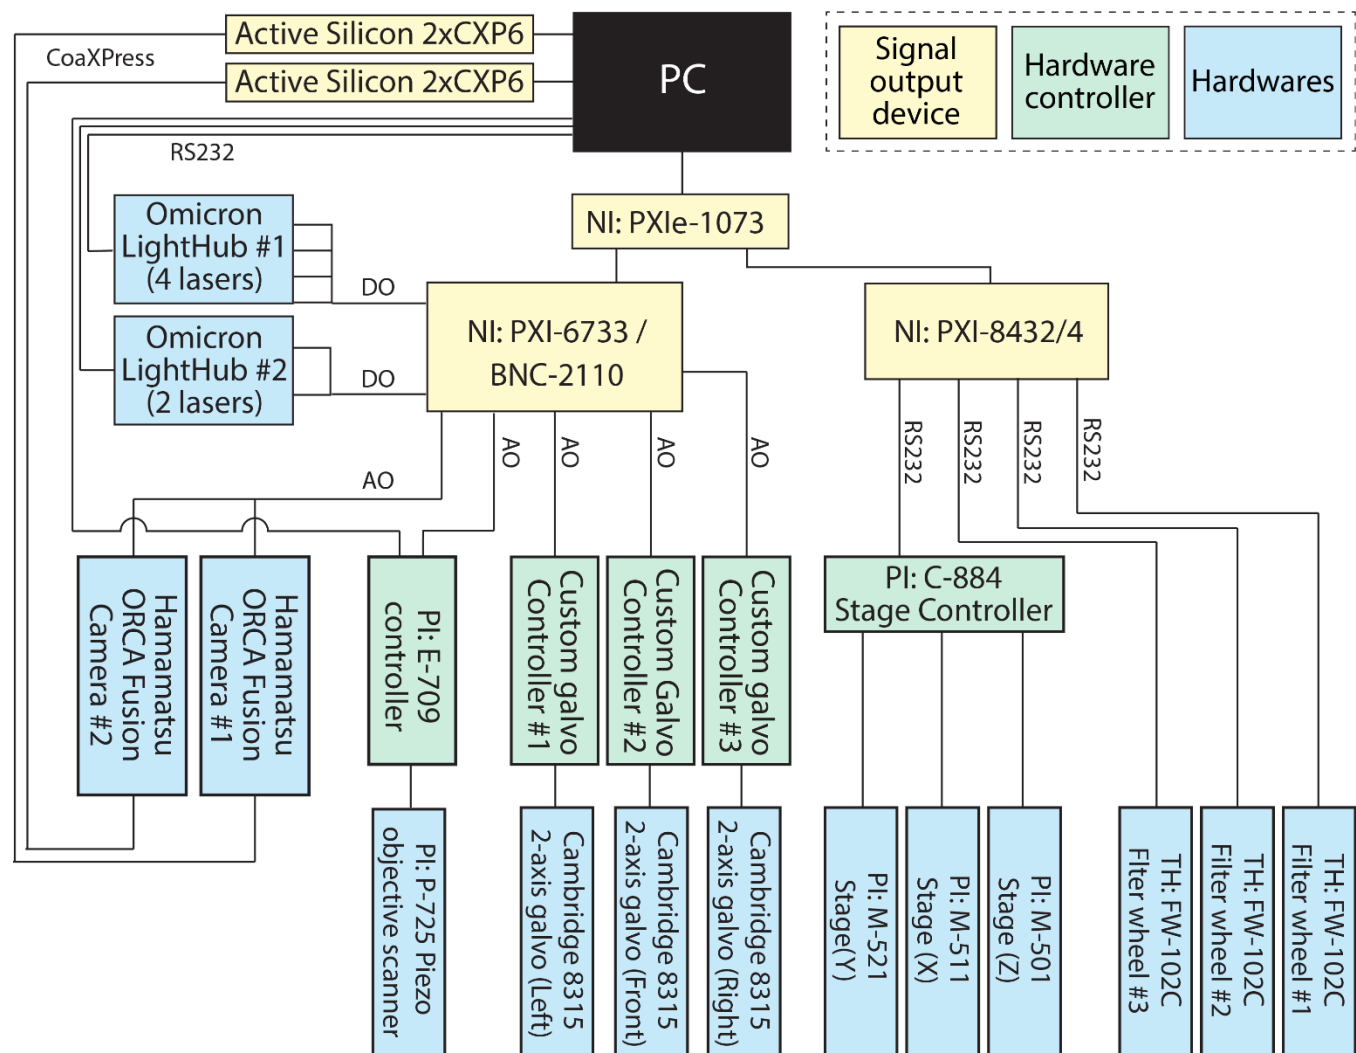 Active Silicon 2xCXP6
CoaXPress
Active Silicon 2xCXP6
PC
Signal
output
device
Hardware
controller
Hardwares
RS232
NI: PXIe-1073
Omicron
LightHub #1
(4 lasers)
DO
Omicron
LightHub #2
(2 lasers)
DO
NI: PXI-6733 /
BNC-2110
NI: PXI-8432/4
AO
AO
AO
AO
AO
RS232
RS232
RS232
RS232
Hamamatsu
ORCA Fusion
Camera #2
Hamamatsu
ORCA Fusion
Camera #1
PI: E-709
controller
Custom galvo
Controller #1
Custom Galvo
Controller #2
Custom galvo
Controller #3
PI: C-884
Stage Controller
PI: P-725 Piezo
objective scanner
Cambridge 8315
2-axis galvo (Left)
Cambridge 8315
2-axis galvo (Front)
Cambridge 8315
2-axis galvo (Right)
PI: M-521
Stage(Y)
PI: M-511
Stage (X)
PI: M-501
Stage (Z)
TH: FW-102C
Flter wheel #3
TH: FW-102C
Filter wheel #2
TH: FW-102C
Filter wheel #1